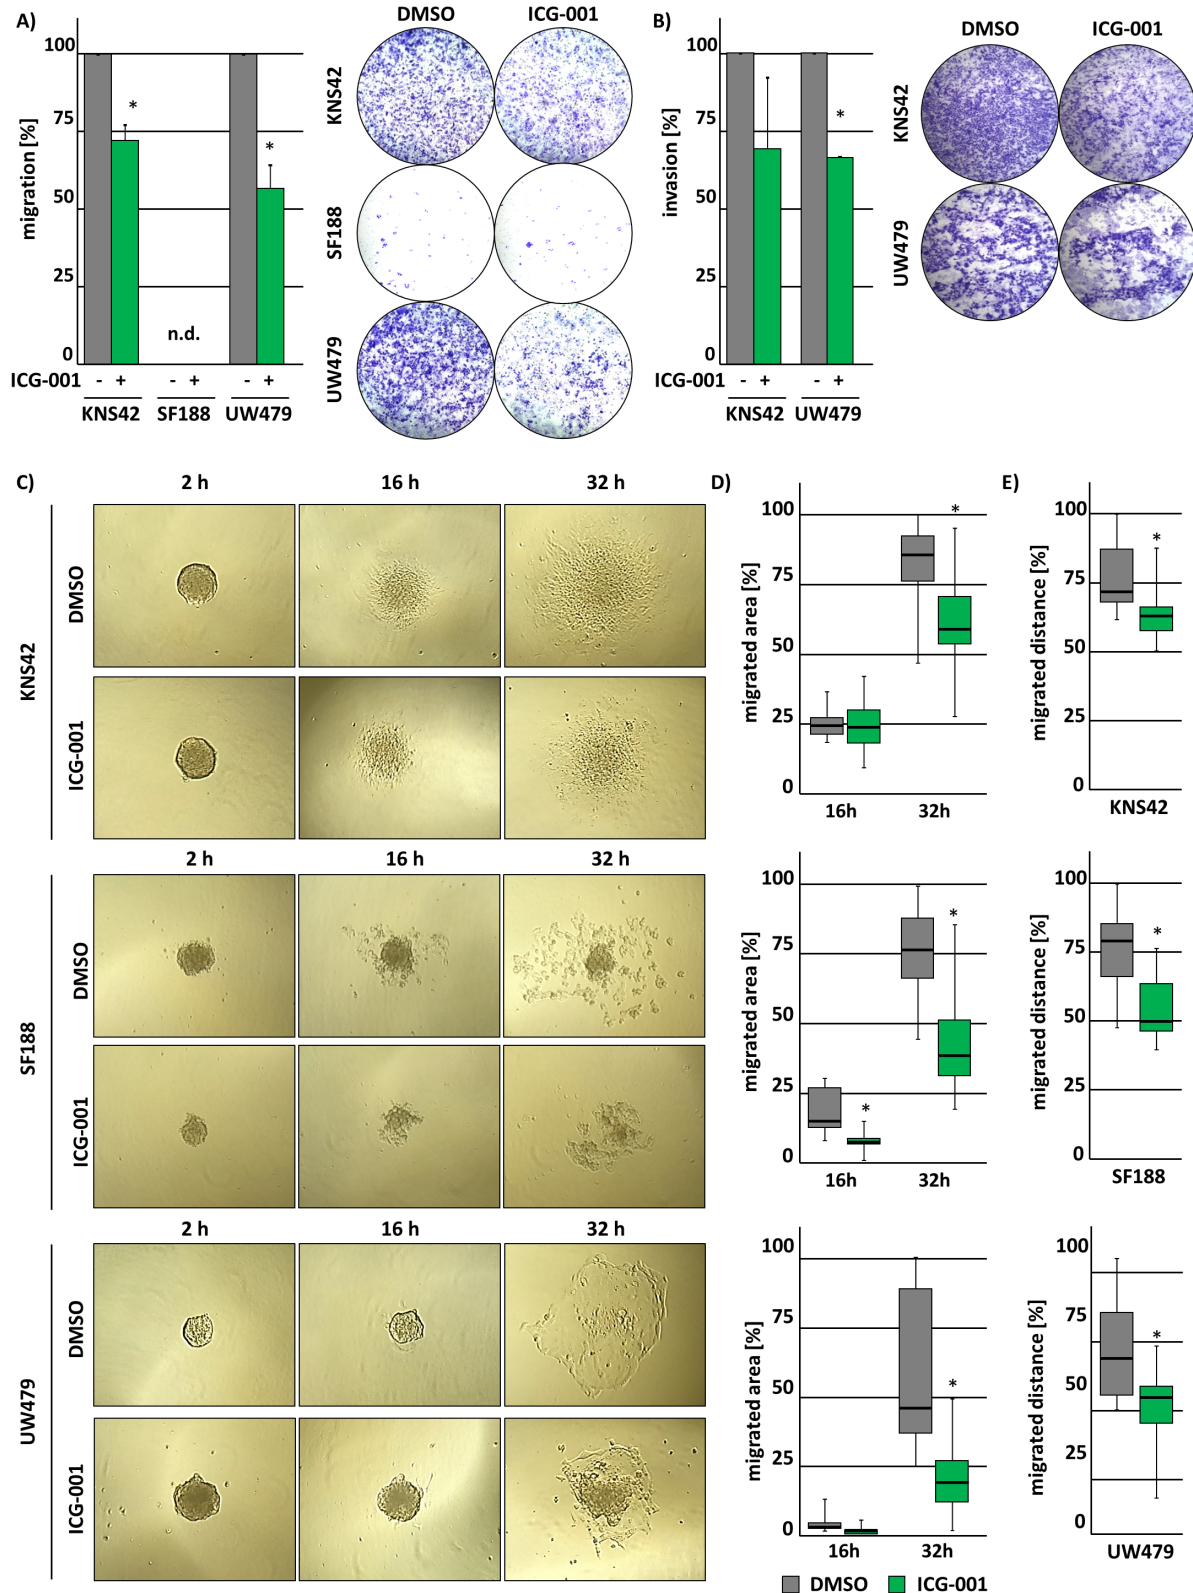 A)
100
75
50
25
0
migration [%]
*
*
n.d.
ICG-001
- + - + - +
KNS42 SF188 UW479
DMSO ICG-001
KNS42
SF188
UW479
B)
100
75
50
25
0
invasion [%]
*
ICG-001
- + - +
KNS42 UW479
DMSO ICG-001
KNS42
UW479
C)
2 h 16 h 32 h
KNS42
DMSO
ICG-001
2 h 16 h 32 h
SF188
DMSO
ICG-001
2 h 16 h 32 h
UW479
DMSO
ICG-001
D)
100
75
50
25
0
migrated area [%]
*
16h 32h
100
75
50
25
0
migrated area [%]
*
*
16h 32h
100
75
50
25
0
migrated area [%]
*
16h 32h
E)
100
75
50
25
0
migrated distance [%]
*
KNS42
100
75
50
25
0
migrated distance [%]
*
SF188
100
75
50
25
0
migrated distance [%]
*
UW479
DMSO ICG-001